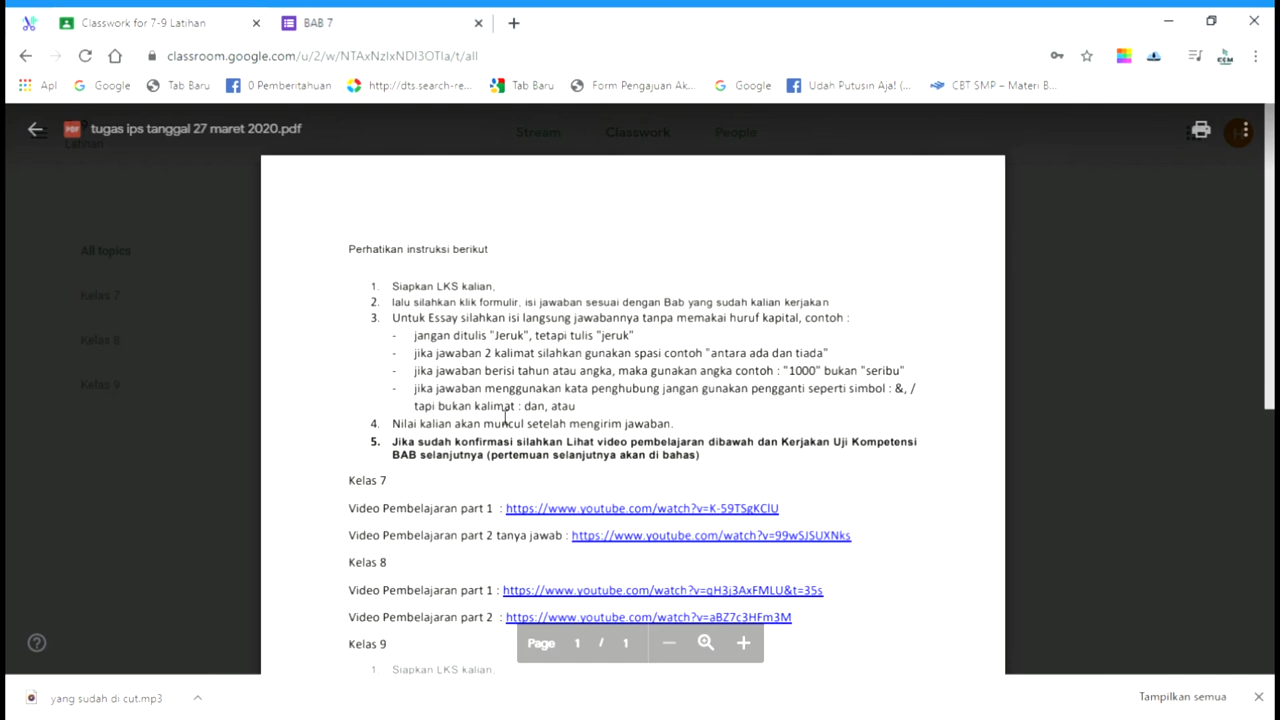 Classwork for 7-9 Latihan
BAB 7
classroom.google.com/u/2/w/NTAxNzIxNDI3OTIa/t/all
Apl Google Tab Baru 0 Pemberitahuan http://dts.search-re... Tab Baru Form Pengajuan Ak... Google Udah Putusin Aja! (... CBT SMP – Materi B...
PDF tugas ips tanggal 27 maret 2020.pdf
Latihan
Stream Classwork People
All topics
Kelas 7
Kelas 8
Kelas 9
Perhatikan instruksi berikut
1. Siapkan LKS kalian,
2. lalu silahkan klik formulir, isi jawaban sesuai dengan Bab yang sudah kalian kerjakan
3. Untuk Essay silahkan isi langsung jawabannya tanpa memakai huruf kapital, contoh :
- jangan ditulis "Jeruk", tetapi tulis "jeruk"
- jika jawaban 2 kalimat silahkan gunakan spasi contoh "antara ada dan tiada"
- jika jawaban berisi tahun atau angka, maka gunakan angka contoh : "1000" bukan "seribu"
- jika jawaban menggunakan kata penghubung jangan gunakan pengganti seperti simbol : &, /
tapi bukan kalimat : dan, atau
4. Nilai kalian akan muncul setelah mengirim jawaban.
5. Jika sudah konfirmasi silahkan Lihat video pembelajaran dibawah dan Kerjakan Uji Kompetensi
BAB selanjutnya (pertemuan selanjutnya akan di bahas)
Kelas 7
Video Pembelajaran part 1 : https://www.youtube.com/watch?v=K-59TSgKClU
Video Pembelajaran part 2 tanya jawab : https://www.youtube.com/watch?v=99wSJSUXNks
Kelas 8
Video Pembelajaran part 1 : https://www.youtube.com/watch?v=qH3j3AxFMLU&t=35s
Video Pembelajaran part 2 : https://www.youtube.com/watch?v=aBZ7c3HFm3M
Kelas 9
1 Siapkan LKS kalian,
Page 1 / 1
yang sudah di cut.mp3
Tampilkan semua